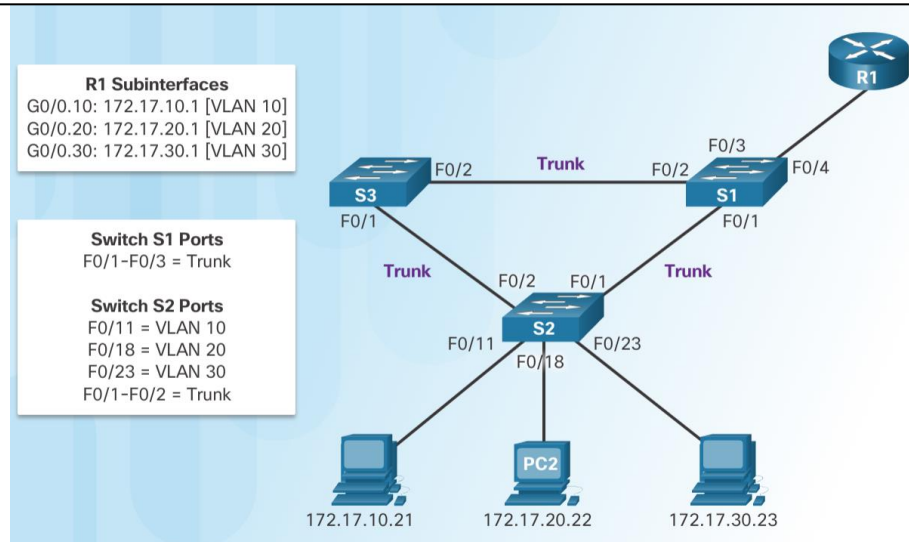 R1 Subinterfaces
G0/0.10: 172.17.10.1 [VLAN 10]
G0/0.20: 172.17.20.1 [VLAN 20]
G0/0.30: 172.17.30.1 [VLAN 30]
R1
F0/3
F0/2
Trunk
F0/2
F0/4
S3
S1
F0/1
F0/1
Switch S1 Ports
F0/1-F0/3 = Trunk
Trunk
Trunk
F0/2
F0/1
Switch S2 Ports
F0/11 = VLAN 10
F0/18 = VLAN 20
F0/23 = VLAN 30
F0/1-F0/2 = Trunk
S2
F0/11
F0/18
F0/23
PC2
172.17.10.21
172.17.20.22
172.17.30.23